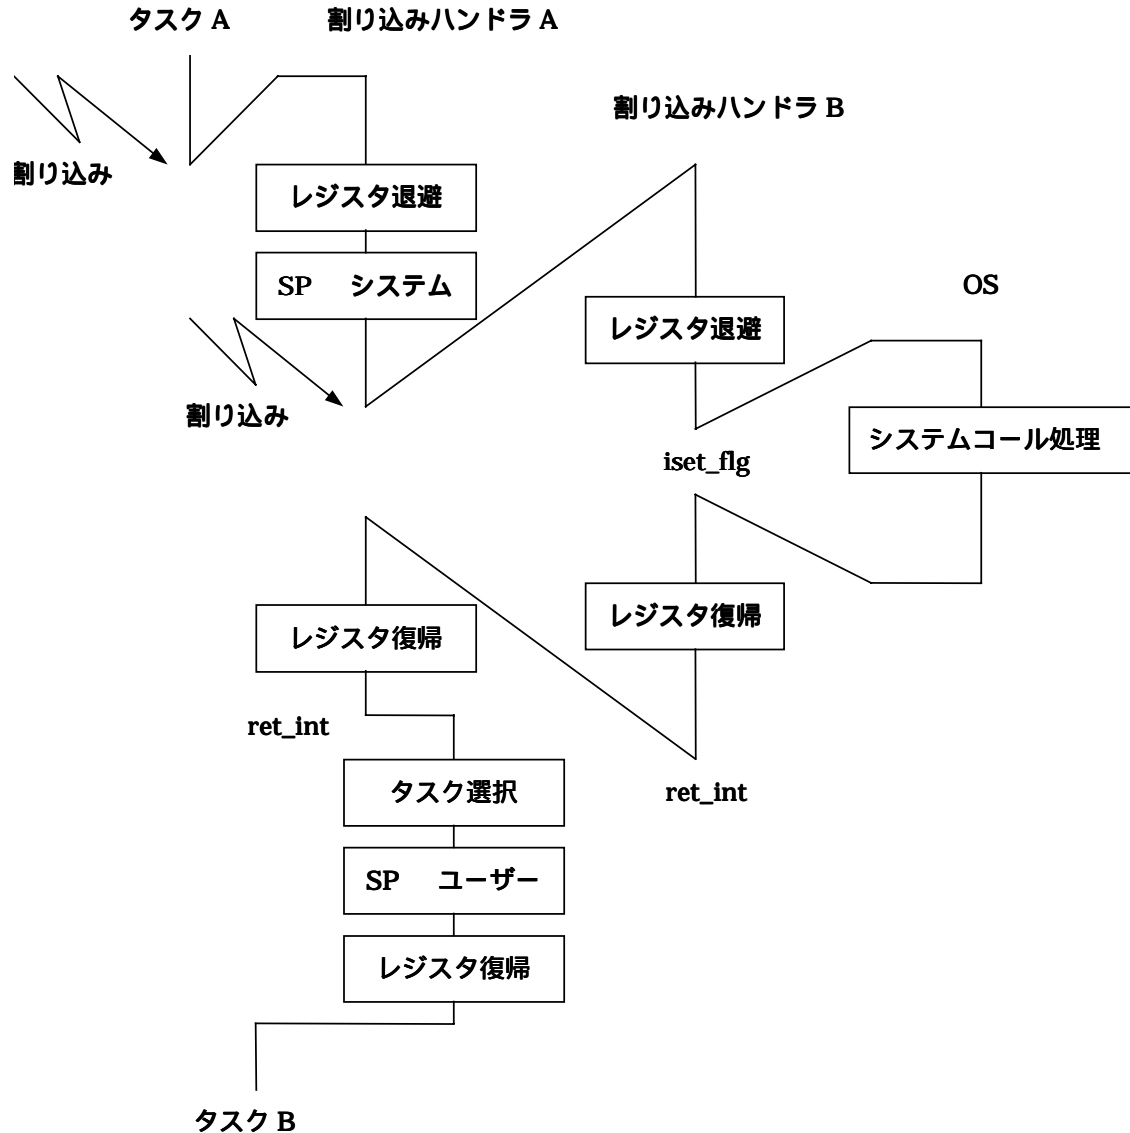 タスク A
割り込みハンドラ A
割り込みハンドラ B
割り込み
レジスタ退避
SP システム
OS
レジスタ退避
割り込み
システムコール処理
iset_flg
レジスタ復帰
レジスタ復帰
ret_int
タスク選択
ret_int
SP ユーザー
レジスタ復帰
タスク B